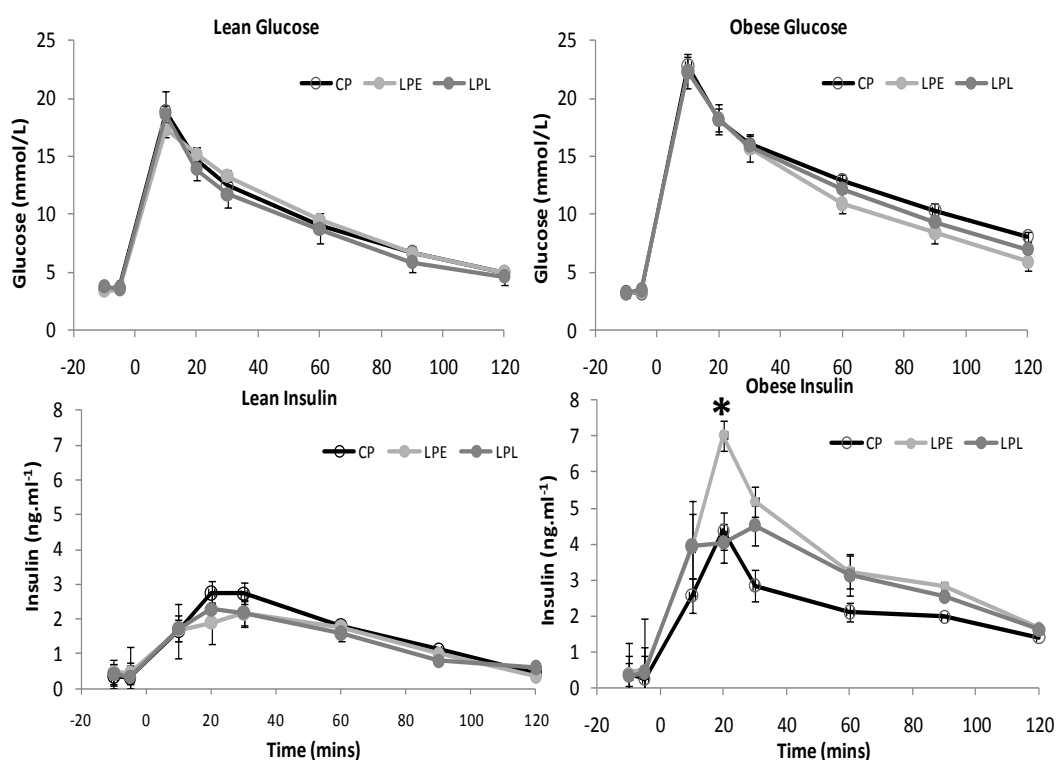 Lean Glucose
25
20
15
10
5
0
Glucose (mmol/L)
CP LPE LPL
-20 0 20 40 60 80 100 120
Obese Glucose
25
20
15
10
5
0
Glucose (mmol/L)
CP LPE LPL
-20 0 20 40 60 80 100 120
Lean Insulin
8
7
6
5
4
3
2
1
0
Insulin (ng.ml⁻¹)
CP LPE LPL
-20 0 20 40 60 80 100 120
Time (mins)
Obese Insulin
8
7
6
5
4
3
2
1
0
Insulin (ng.ml⁻¹)
*
CP LPE LPL
-20 0 20 40 60 80 100 120
Time (mins)